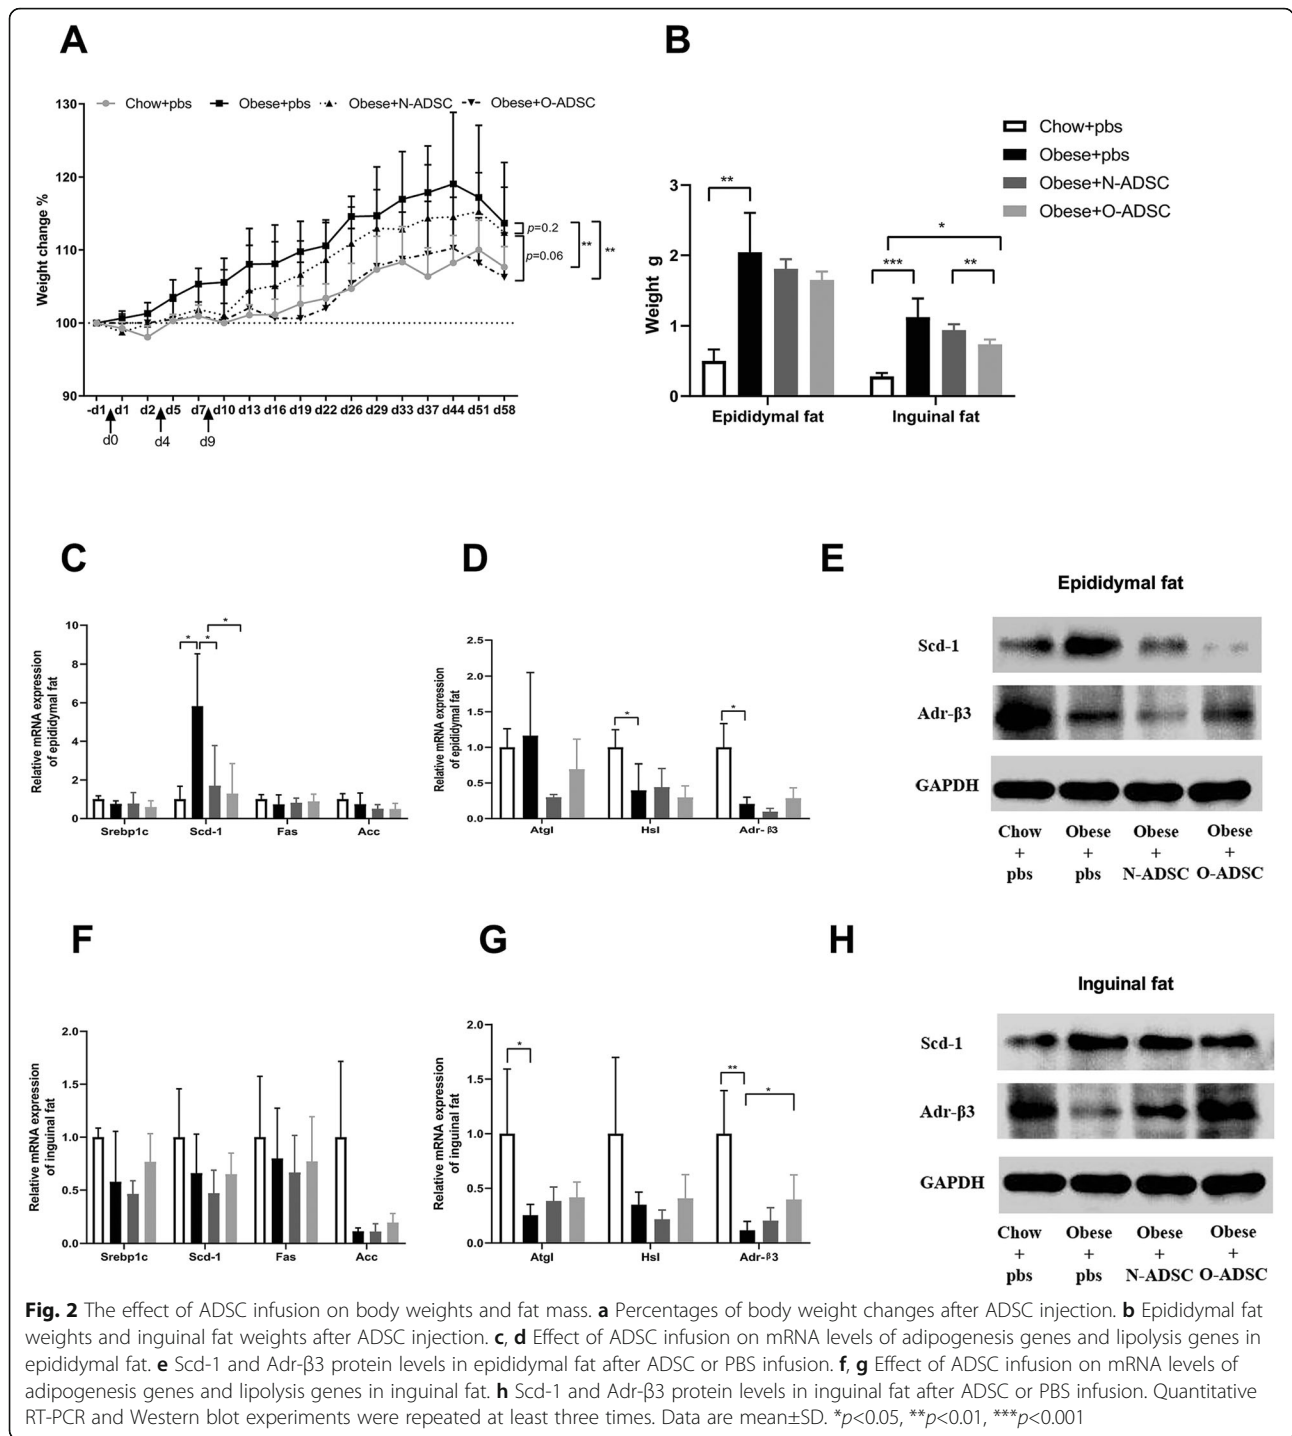 A
B
Chow+pbs
Obese+pbs
Obese+N-ADSC
Obese+O-ADSC
Weight change %
130
120
110
100
90
p=0.2
p=0.06
**
**
-d1 d1 d2 d5 d7 d10 d13 d16 d19 d22 d26 d29 d33 d37 d44 d51 d58
d0 d4 d9
Chow+pbs
Obese+pbs
Obese+N-ADSC
Obese+O-ADSC
Weight g
3
2
1
0
**
***
*
**
Epididymal fat
Inguinal fat
C
D
E
Relative mRNA expression
of epididymal fat
10
8
6
4
2
0
*
*
*
Srebp1c Scd-1 Fas Acc
Relative mRNA expression
of epididymal fat
2.5
2.0
1.5
1.0
0.5
0.0
*
*
Atgl Hsl Adr-β3
Epididymal fat
Scd-1
Adr-β3
GAPDH
Chow Obese Obese Obese
+ + + +
pbs pbs N-ADSC O-ADSC
F
G
H
Relative mRNA expression
of inguinal fat
2.0
1.5
1.0
0.5
0.0
Srebp1c Scd-1 Fas Acc
Relative mRNA expression
of inguinal fat
2.0
1.5
1.0
0.5
0.0
*
**
*
Atgl Hsl Adr-β3
Inguinal fat
Scd-1
Adr-β3
GAPDH
Chow Obese Obese Obese
+ + + +
pbs pbs N-ADSC O-ADSC
Fig. 2 The effect of ADSC infusion on body weights and fat mass. a Percentages of body weight changes after ADSC injection. b Epididymal fat
weights and inguinal fat weights after ADSC injection. c, d Effect of ADSC infusion on mRNA levels of adipogenesis genes and lipolysis genes in
epididymal fat. e Scd-1 and Adr-β3 protein levels in epididymal fat after ADSC or PBS infusion. f, g Effect of ADSC infusion on mRNA levels of
adipogenesis genes and lipolysis genes in inguinal fat. h Scd-1 and Adr-β3 protein levels in inguinal fat after ADSC or PBS infusion. Quantitative
RT-PCR and Western blot experiments were repeated at least three times. Data are mean±SD. *p<0.05, **p<0.01, ***p<0.001